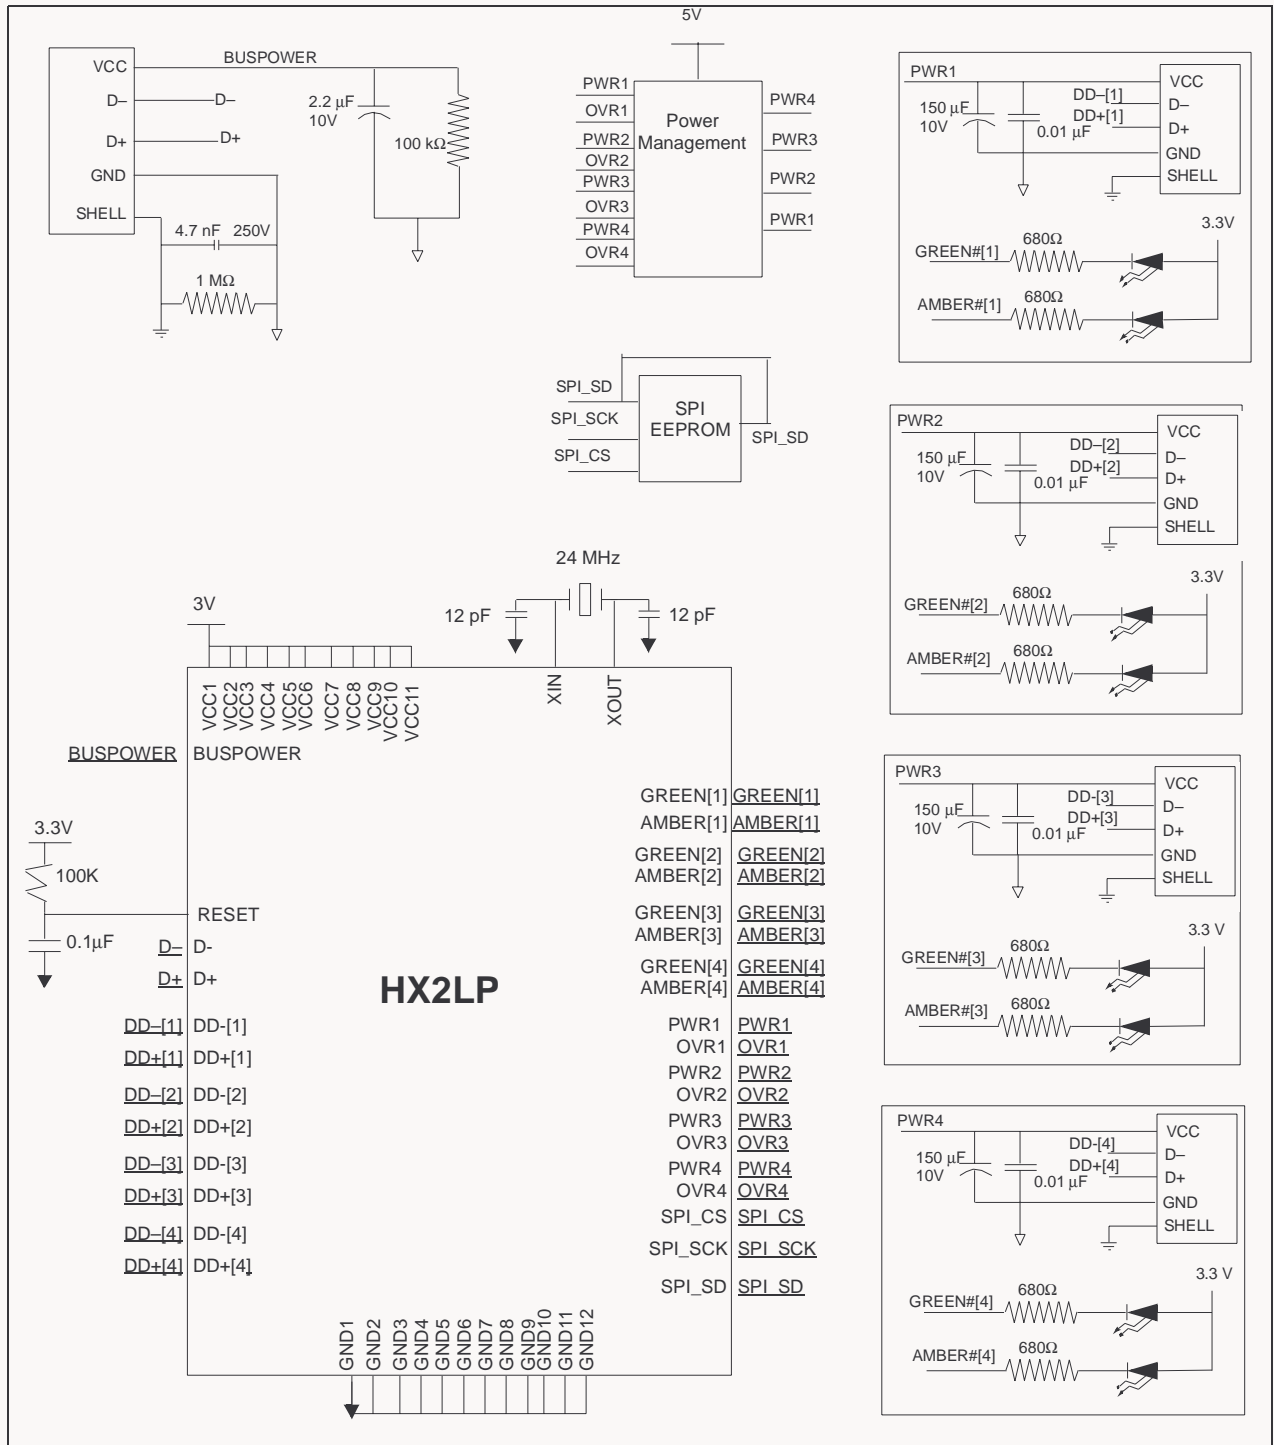 VCC
BUSPOWER
D–
D–
D+
D+
GND
SHELL
2.2 µF
10V
100 kΩ
4.7 nF 250V
1 MΩ
5V
PWR1
OVR1
PWR2
OVR2
PWR3
OVR3
PWR4
OVR4
Power
Management
PWR4
PWR3
PWR2
PWR1
SPI_SD
SPI_SCK
SPI_CS
SPI
EEPROM
SPI_SD
PWR1
150 µF
10V
0.01 µF
DD–[1]
DD+[1]
VCC
D–
D+
GND
SHELL
3.3V
680Ω
GREEN#[1]
680Ω
AMBER#[1]
PWR2
150 µF
10V
0.01 µF
DD–[2]
DD+[2]
VCC
D–
D+
GND
SHELL
3.3V
680Ω
GREEN#[2]
680Ω
AMBER#[2]
PWR3
150 µF
10V
0.01 µF
DD-[3]
DD+[3]
VCC
D–
D+
GND
SHELL
3.3 V
680Ω
GREEN#[3]
680Ω
AMBER#[3]
PWR4
150 µF
10V
0.01 µF
DD-[4]
DD+[4]
VCC
D–
D+
GND
SHELL
3.3 V
680Ω
GREEN#[4]
680Ω
AMBER#[4]
24 MHz
12 pF
12 pF
3V
VCC1
VCC2
VCC3
VCC4
VCC5
VCC6
VCC7
VCC8
VCC9
VCC10
VCC11
XIN
XOUT
BUSPOWER BUSPOWER
3.3V
100K
RESET
0.1µF
D– D-
D+ D+
DD–[1] DD-[1]
DD+[1] DD+[1]
DD–[2] DD-[2]
DD+[2] DD+[2]
DD–[3] DD-[3]
DD+[3] DD+[3]
DD–[4] DD-[4]
DD+[4] DD+[4]
HX2LP
GREEN[1] GREEN[1]
AMBER[1] AMBER[1]
GREEN[2] GREEN[2]
AMBER[2] AMBER[2]
GREEN[3] GREEN[3]
AMBER[3] AMBER[3]
GREEN[4] GREEN[4]
AMBER[4] AMBER[4]
PWR1 PWR1
OVR1 OVR1
PWR2 PWR2
OVR2 OVR2
PWR3 PWR3
OVR3 OVR3
PWR4 PWR4
OVR4 OVR4
SPI_CS SPI_CS
SPI_SCK SPI_SCK
SPI_SD SPI_SD
GND1
GND2
GND3
GND4
GND5
GND6
GND7
GND8
GND9
GND10
GND11
GND12